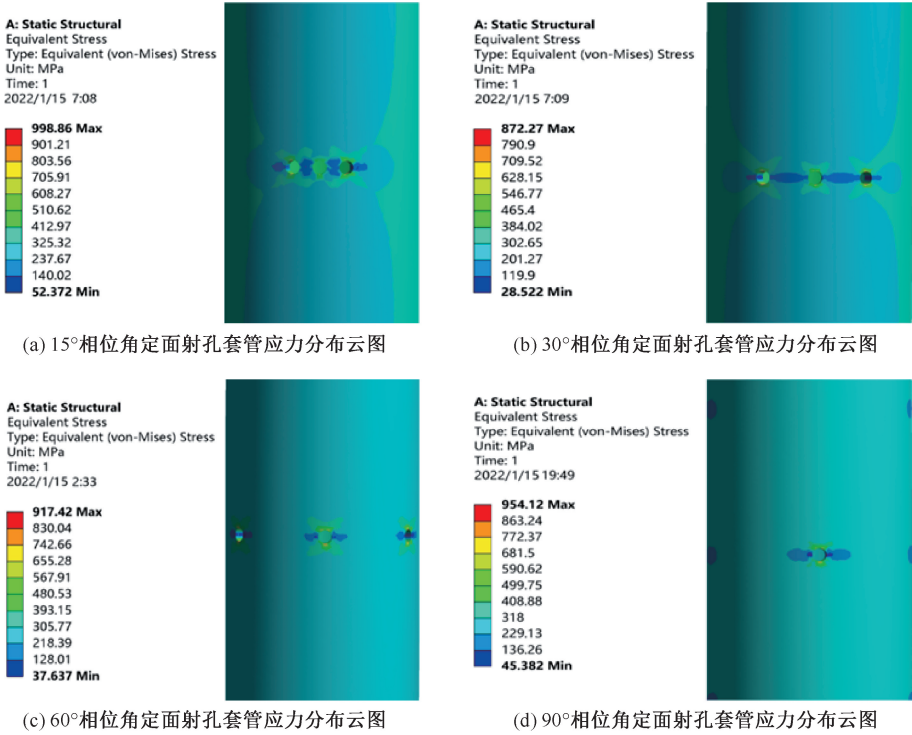 A: Static Structural
Equivalent Stress
Type: Equivalent (von-Mises) Stress
Unit: MPa
Time: 1
2022/1/15 7:08
998.86 Max
901.21
803.56
705.91
608.27
510.62
412.97
325.32
237.67
140.02
52.372 Min
(a) 15°相位角定面射孔套管应力分布云图
A: Static Structural
Equivalent Stress
Type: Equivalent (von-Mises) Stress
Unit: MPa
Time: 1
2022/1/15 7:09
872.27 Max
790.9
709.52
628.15
546.77
465.4
384.02
302.65
201.27
119.9
28.522 Min
(b) 30°相位角定面射孔套管应力分布云图
A: Static Structural
Equivalent Stress
Type: Equivalent (von-Mises) Stress
Unit: MPa
Time: 1
2022/1/15 2:33
917.42 Max
830.04
742.66
655.28
567.91
480.53
393.15
305.77
218.39
128.01
37.637 Min
(c) 60°相位角定面射孔套管应力分布云图
A: Static Structural
Equivalent Stress
Type: Equivalent (von-Mises) Stress
Unit: MPa
Time: 1
2022/1/15 19:49
954.12 Max
863.24
772.37
681.5
590.62
499.75
408.88
318
229.13
136.26
45.382 Min
(d) 90°相位角定面射孔套管应力分布云图